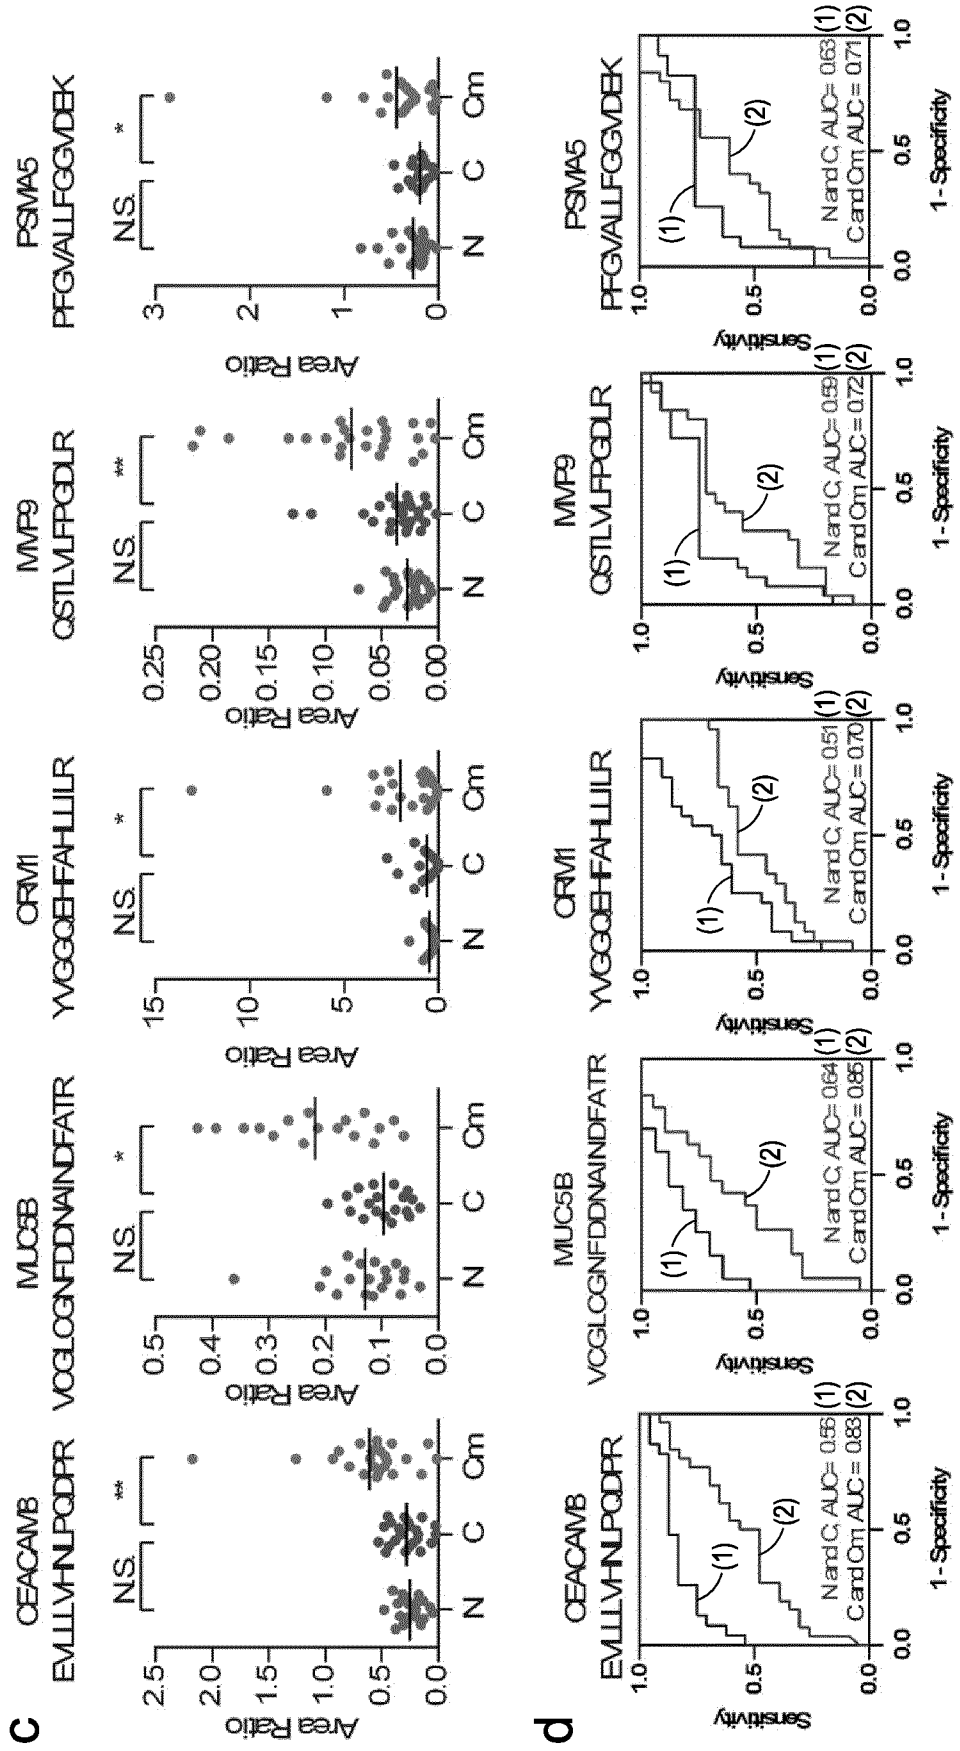 c
CEACAM8
EVLLLVHNLPQDPR
N.S.
**
Area Ratio
2.5
2.0
1.5
1.0
0.5
0.0
N C Cm
MUC5B
VCGLCGNFDDNAINDFATR
N.S.
*
Area Ratio
0.5
0.4
0.3
0.2
0.1
0.0
N C Cm
ORM1
YVGGQEHFAHLLILR
N.S.
*
Area Ratio
15
10
5
0
N C Cm
MMP9
QSTLVLFPGDLR
N.S.
**
Area Ratio
0.25
0.20
0.15
0.10
0.05
0.00
N C Cm
PSMA5
PFGVALLFGGVDEK
N.S.
*
Area Ratio
3
2
1
0
N C Cm
d
CEACAM8
EVLLLVHNLPQDPR
Sensitivity
1.0
0.5
0.0
(1)
(2)
N and C, AUC= 0.56 (1)
C and Cm, AUC = 0.83 (2)
0.0 0.5 1.0
1 - Specificity
MUC5B
VCGLCGNFDDNAINDFATR
Sensitivity
1.0
0.5
0.0
(1)
(2)
N and C, AUC= 0.64 (1)
C and Cm, AUC = 0.85 (2)
0.0 0.5 1.0
1 - Specificity
ORM1
YVGGQEHFAHLLILR
Sensitivity
1.0
0.5
0.0
(1)
(2)
N and C, AUC= 0.51 (1)
C and Cm, AUC = 0.70 (2)
0.0 0.5 1.0
1 - Specificity
MMP9
QSTLVLFPGDLR
Sensitivity
1.0
0.5
0.0
(1)
(2)
N and C, AUC= 0.59 (1)
C and Cm, AUC = 0.72 (2)
0.0 0.5 1.0
1 - Specificity
PSMA5
PFGVALLFGGVDEK
Sensitivity
1.0
0.5
0.0
(1)
(2)
N and C, AUC= 0.63 (1)
C and Cm, AUC = 0.71 (2)
0.0 0.5 1.0
1 - Specificity